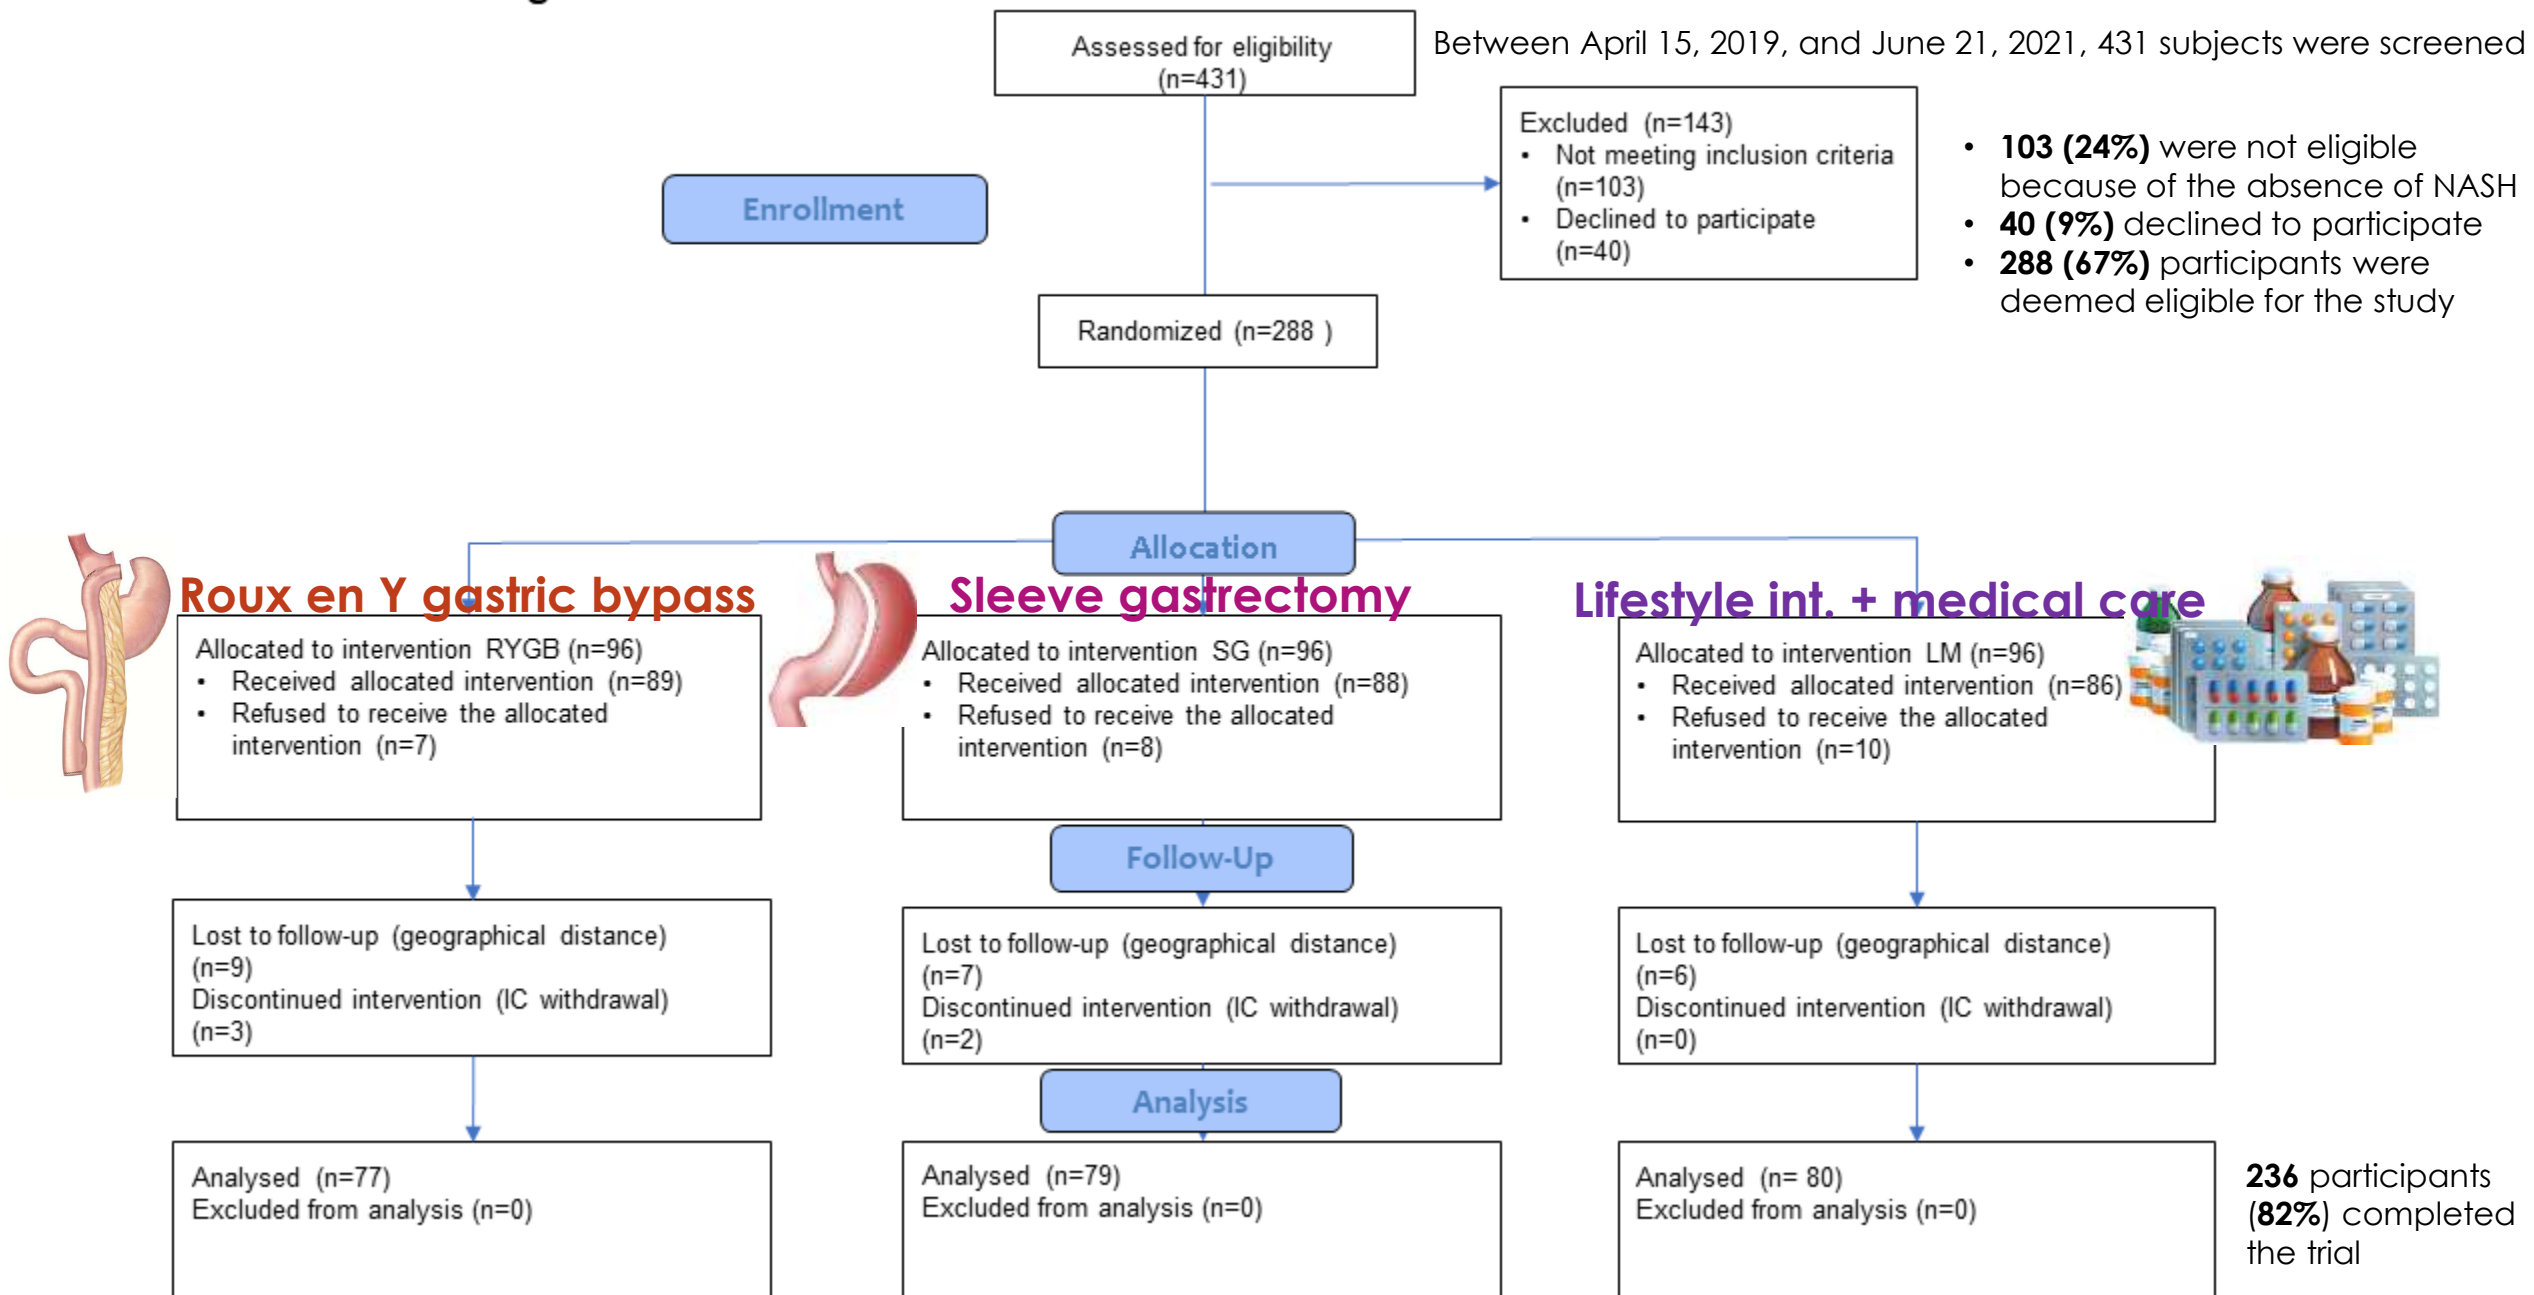 Assessed for eligibility
(n=431)
Between April 15, 2019, and June 21, 2021, 431 subjects were screened
Excluded (n=143)
• Not meeting inclusion criteria
(n=103)
• Declined to participate
(n=40)
• 103 (24%) were not eligible
because of the absence of NASH
• 40 (9%) declined to participate
• 288 (67%) participants were
deemed eligible for the study
Enrollment
Randomized (n=288 )
Allocation
Roux en Y gastric bypass
Allocated to intervention RYGB (n=96)
• Received allocated intervention (n=89)
• Refused to receive the allocated
intervention (n=7)
Sleeve gastrectomy
Allocated to intervention SG (n=96)
• Received allocated intervention (n=88)
• Refused to receive the allocated
intervention (n=8)
Lifestyle int. + medical care
Allocated to intervention LM (n=96)
• Received allocated intervention (n=86)
• Refused to receive the allocated
intervention (n=10)
Follow-Up
Lost to follow-up (geographical distance)
(n=9)
Discontinued intervention (IC withdrawal)
(n=3)
Lost to follow-up (geographical distance)
(n=7)
Discontinued intervention (IC withdrawal)
(n=2)
Lost to follow-up (geographical distance)
(n=6)
Discontinued intervention (IC withdrawal)
(n=0)
Analysis
Analysed (n=77)
Excluded from analysis (n=0)
Analysed (n=79)
Excluded from analysis (n=0)
Analysed (n= 80)
Excluded from analysis (n=0)
236 participants
(82%) completed
the trial